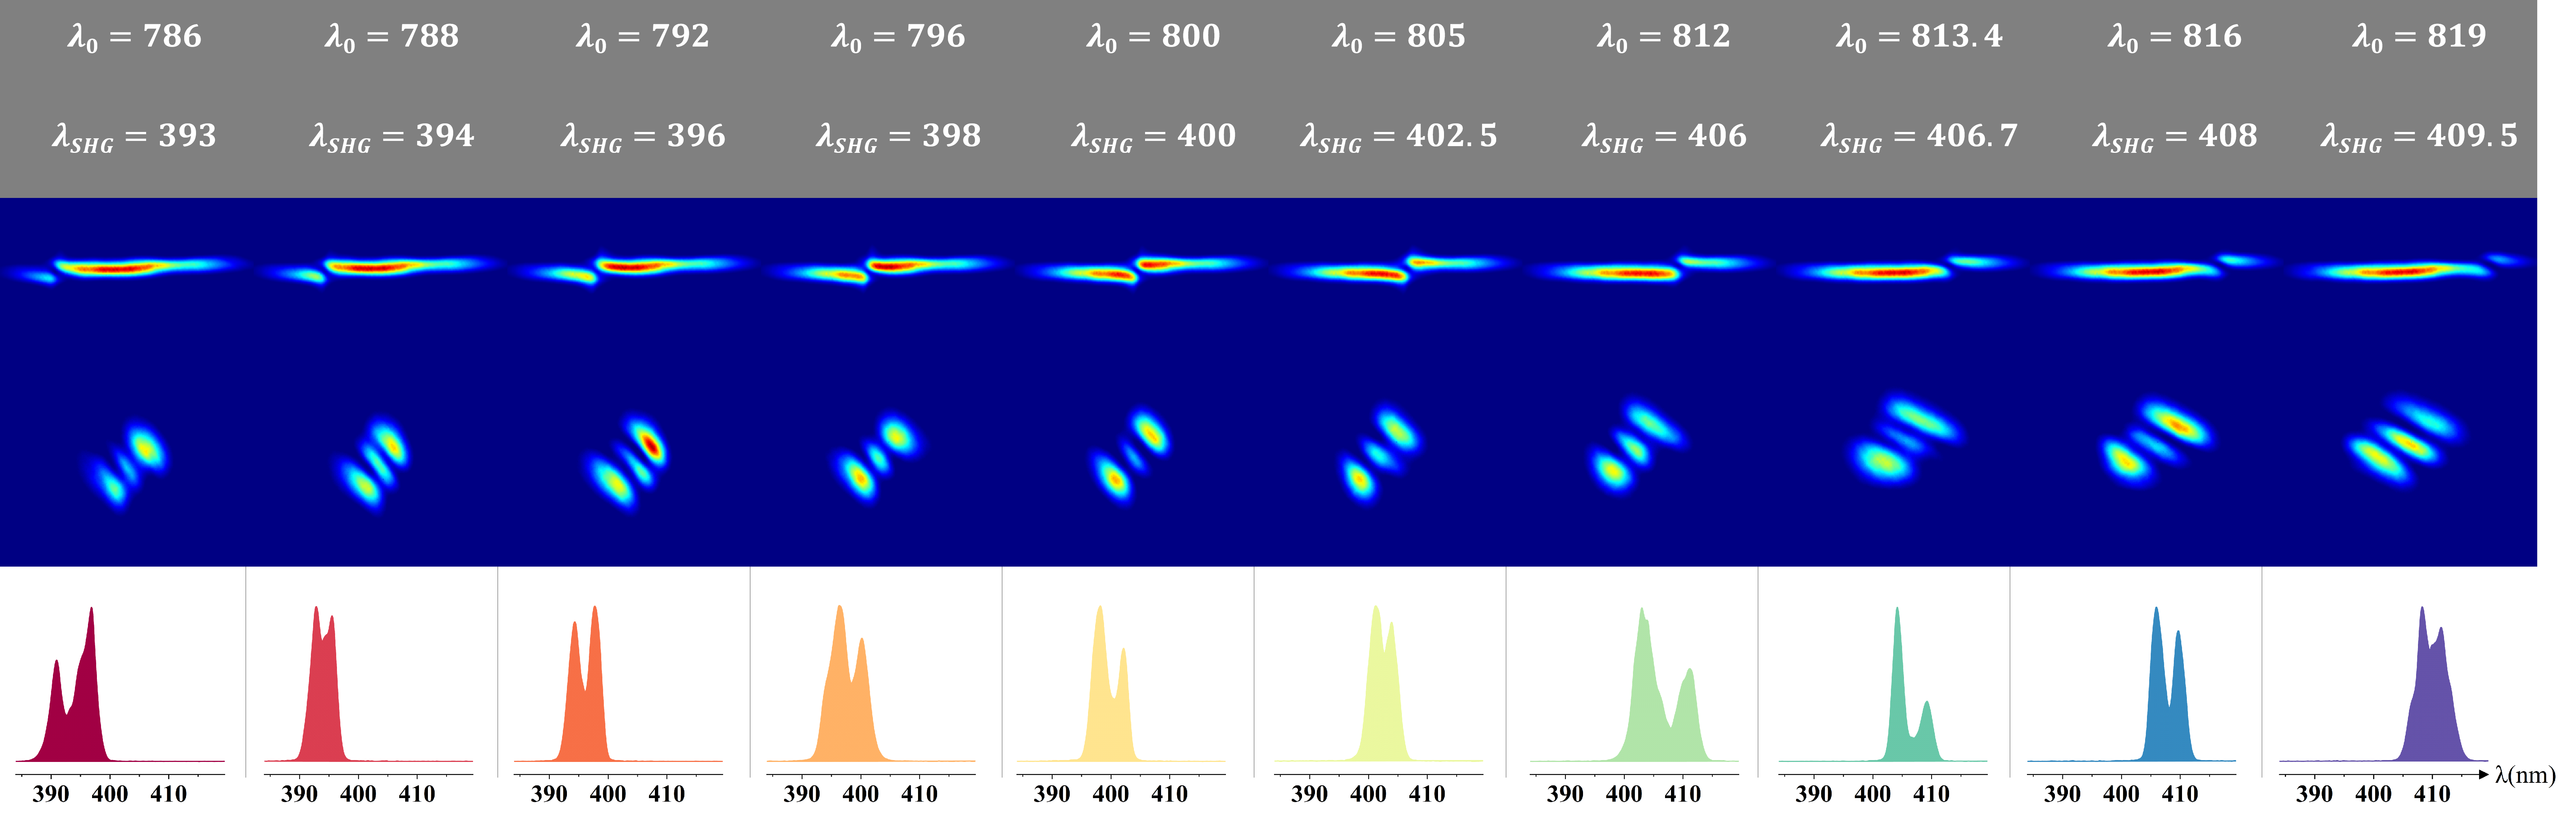 λ₀ = 786 λ₀ = 788 λ₀ = 792 λ₀ = 796 λ₀ = 800 λ₀ = 805 λ₀ = 812 λ₀ = 813.4 λ₀ = 816 λ₀ = 819
λSHG = 393 λSHG = 394 λSHG = 396 λSHG = 398 λSHG = 400 λSHG = 402.5 λSHG = 406 λSHG = 406.7 λSHG = 408 λSHG = 409.5
390 400 410 390 400 410 390 400 410 390 400 410 390 400 410 390 400 410 390 400 410 390 400 410 390 400 410 390 400 410 λ(nm)